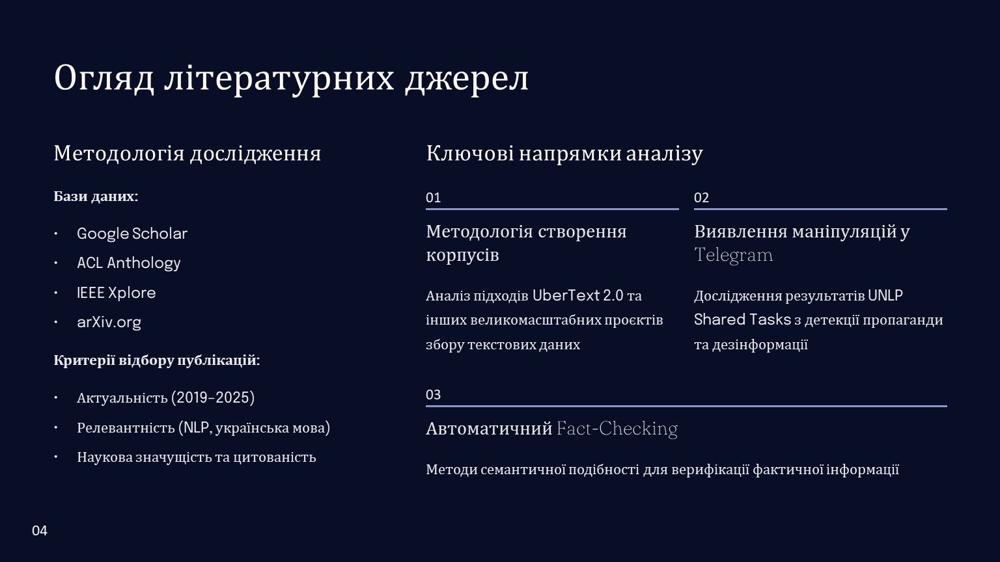 Огляд літературних джерел
Методологія дослідження
Бази даних:
• Google Scholar
• ACL Anthology
• IEEE Xplore
• arXiv.org
Критерії відбору публікацій:
• Актуальність (2019–2025)
• Релевантність (NLP, українська мова)
• Наукова значущість та цитованість
Ключові напрямки аналізу
01
Методологія створення
корпусів
Аналіз підходів UberText 2.0 та
інших великомасштабних проєктів
збору текстових даних
02
Виявлення маніпуляцій у
Telegram
Дослідження результатів UNLP
Shared Tasks з детекції пропаганди
та дезінформації
03
Автоматичний Fact-Checking
Методи семантичної подібності для верифікації фактичної інформації
04